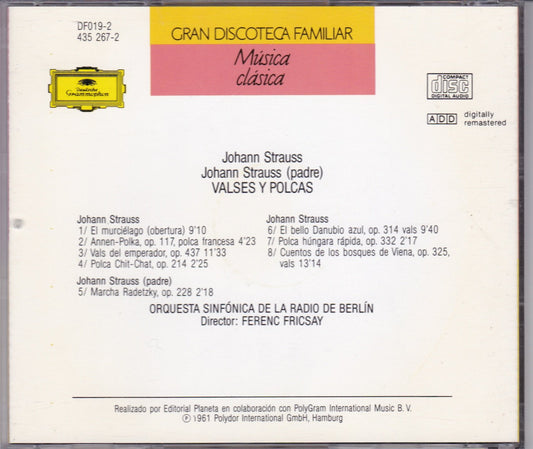 DF019-2
435 267-2
GRAN DISCOTECA FAMILIAR
Música
clásica
Deutsche
Grammophon
COMPACT
disc
DIGITAL AUDIO
ADD digitally
remastered
Johann Strauss
Johann Strauss (padre)
VALSES Y POLCAS
Johann Strauss
1/ El murciélago (obertura) 9'10
2/ Annen-Polka, op. 117, polca francesa 4'23
3/ Vals del emperador, op. 437 11'33
4/ Polca Chit-Chat, op. 214 2'25
Johann Strauss (padre)
5/ Marcha Radetzky, op. 228 2'18
Johann Strauss
6/ El bello Danubio azul, op. 314 vals 9'40
7/ Polca húngara rápida, op. 332 2'17
8/ Cuentos de los bosques de Viena, op. 325,
vals 13'14
ORQUESTA SINFÓNICA DE LA RADIO DE BERLÍN
Director: FERENC FRICSAY
Realizado por Editorial Planeta en colaboración con PolyGram International Music B. V.
Ⓟ 1961 Polydor International GmbH, Hamburg